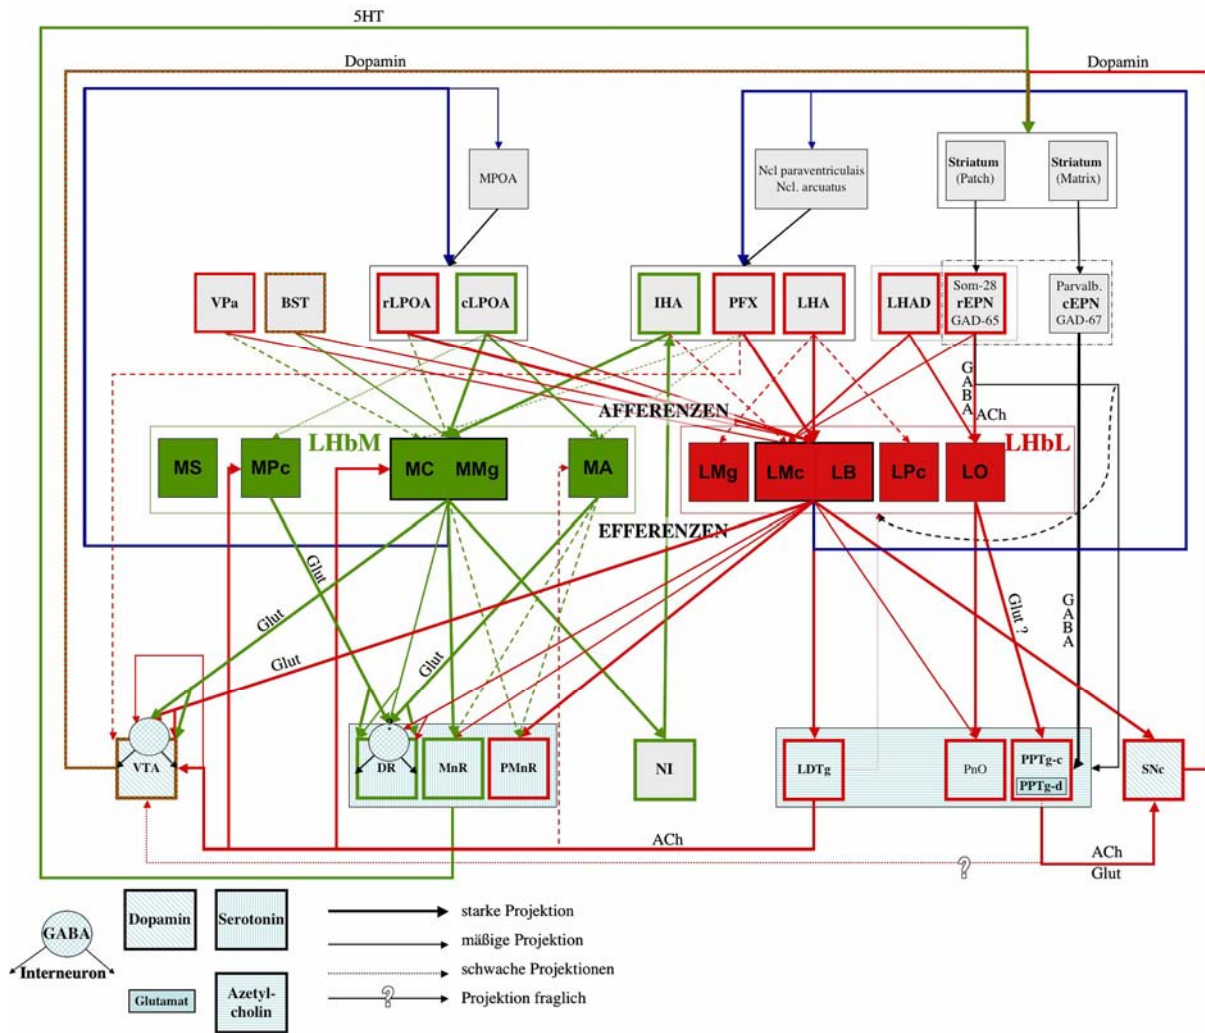 5HT
Dopamin
Dopamin
MPOA
Ncl paraventriculais
Ncl. arcuatus
Striatum
(Patch)
Striatum
(Matrix)
VPa
BST
rLPOA
cLPOA
IHA
PFX
LHA
LHAD
Som-28
rEPN
GAD-65
Parvalb.
cEPN
GAD-67
GABA
ACh
AFFERENZEN
LHbM
LHbL
MS
MPc
MC
MMg
MA
LMg
LMc
LB
LPc
LO
EFFERENZEN
Glut
Glut
Glut
Glut
Glut ?
GABA
VTA
DR
MnR
PMnR
NI
LDTg
PnO
PPTg-c
PPTg-d
SNc
ACh
ACh
?
Glut
GABA
Interneuron
Dopamin
Serotonin
Glutamat
Azetyl-
cholin
starke Projektion
mäßige Projektion
schwache Projektionen
?
Projektion fraglich